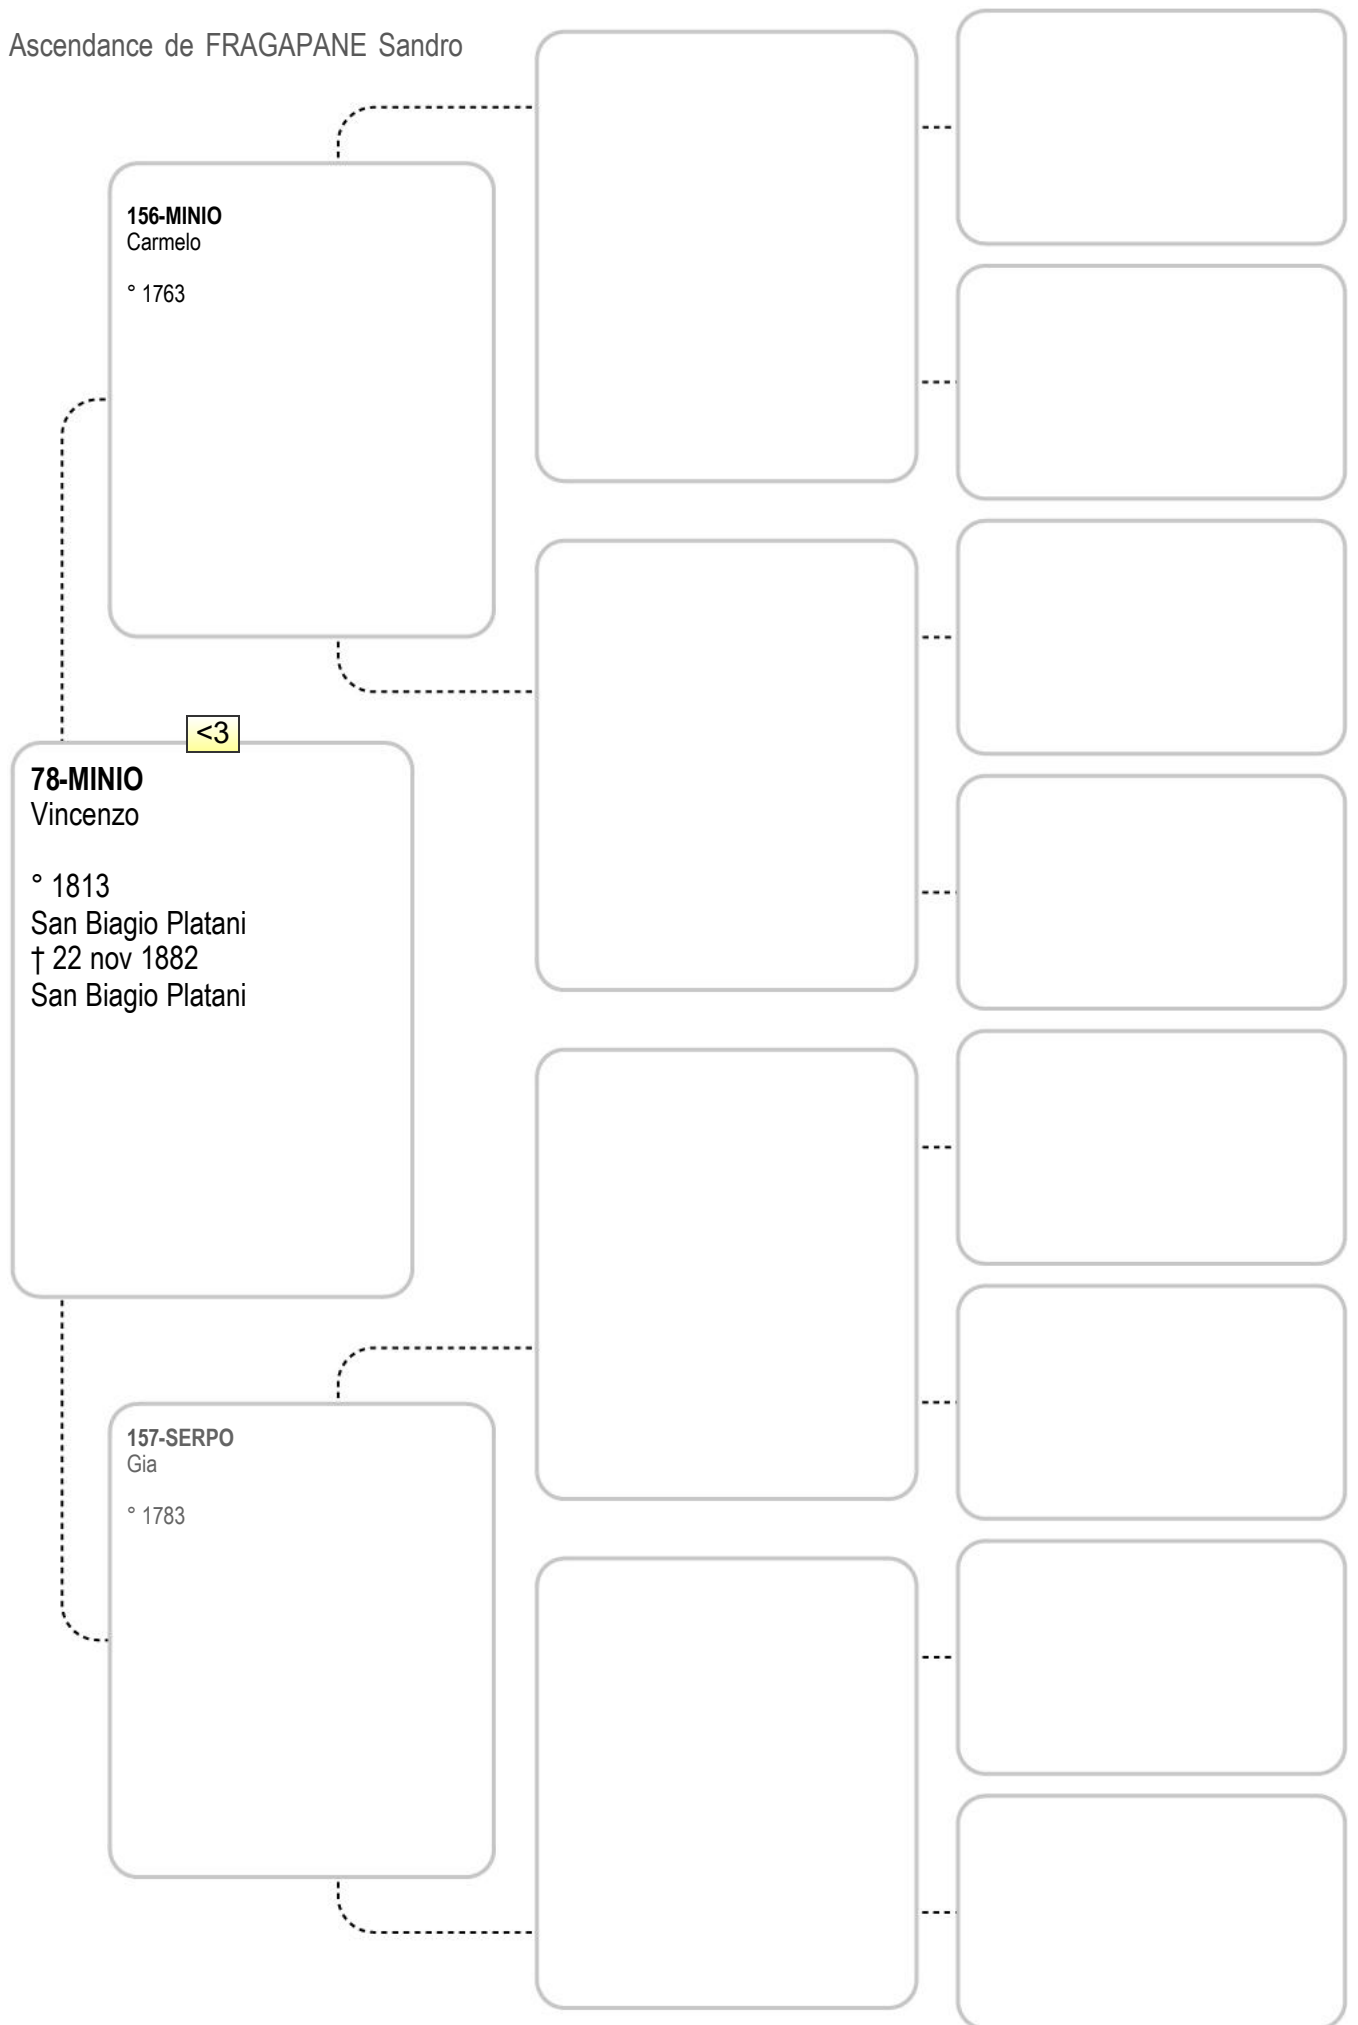 Ascendance de FRAGAPANE Sandro
156-MINIO
Carmelo
° 1763
<3
78-MINIO
Vincenzo
° 1813
San Biagio Platani
† 22 nov 1882
San Biagio Platani
157-SERPO
Gia
° 1783